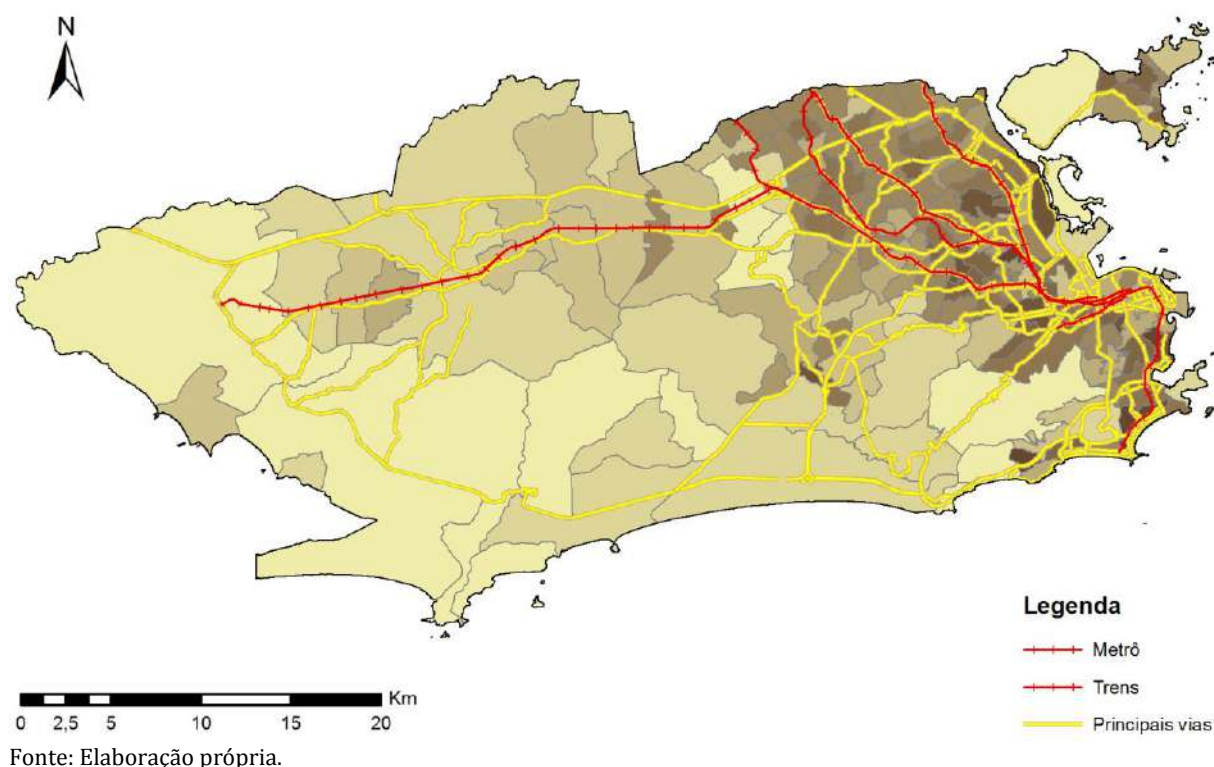 N
Legenda
Metrô
Trens
Principais vias
Km
0 2,5 5 10 15 20
Fonte: Elaboração própria.